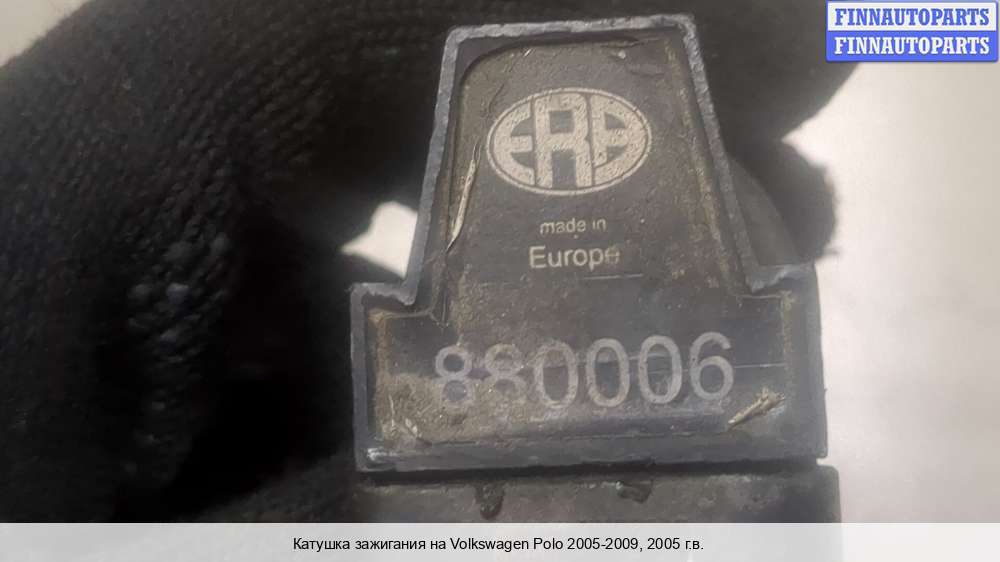 FINNAUTOPARTS
FINNAUTOPARTS
ERA
made in
Europe
880006
Катушка зажигания на Volkswagen Polo 2005-2009, 2005 г.в.